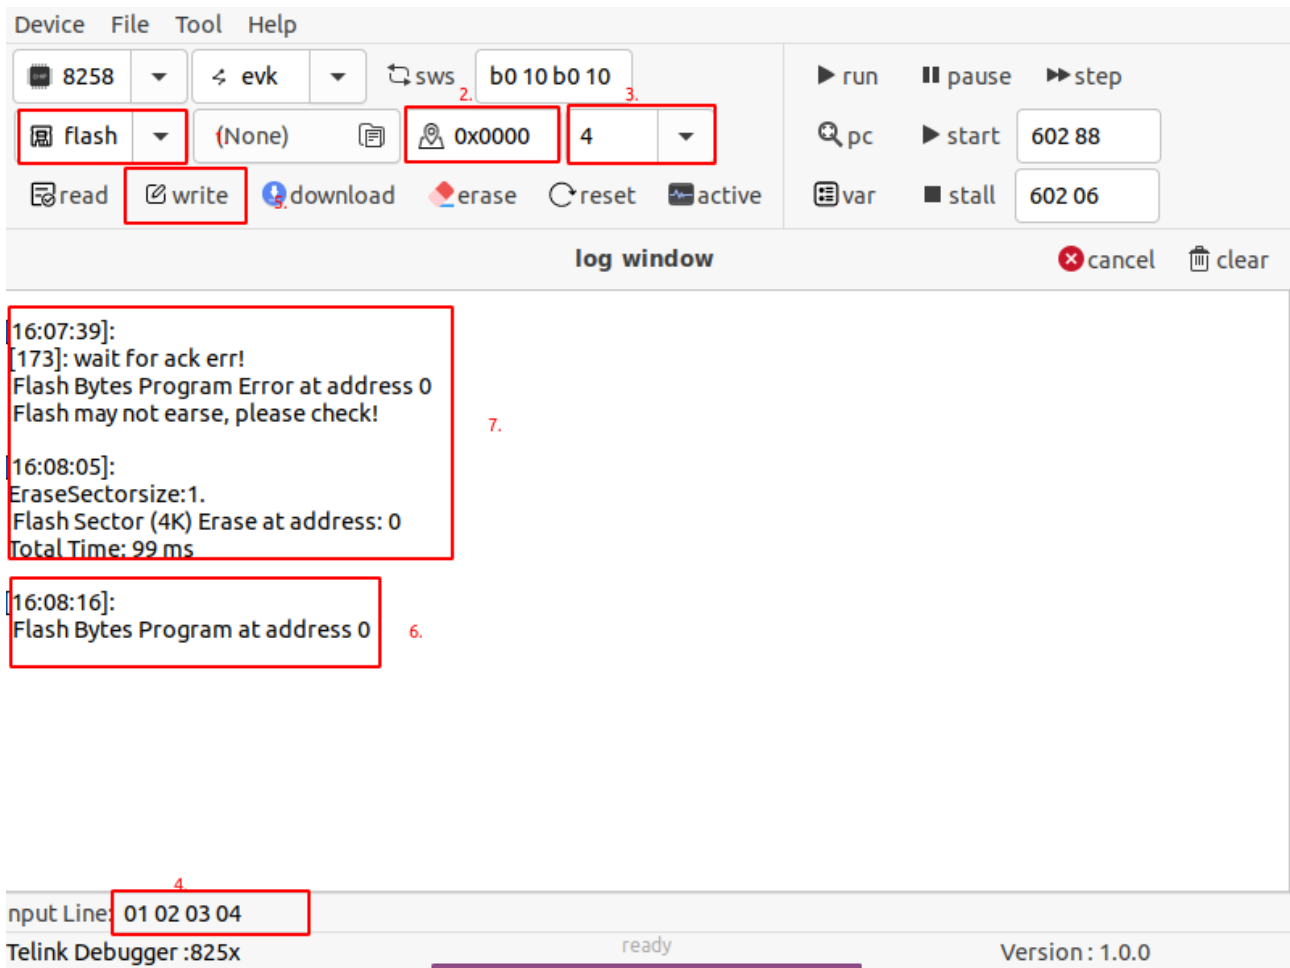 Device File Tool Help
8258 evk sws b0 10 b0 10 run pause step
2. 3.
flash (None) 0x0000 4 pc start 602 88
read write download erase reset active var stall 602 06
5.
log window cancel clear
[16:07:39]:
[173]: wait for ack err!
Flash Bytes Program Error at address 0
Flash may not earse, please check!
7.
[16:08:05]:
EraseSectorsize:1.
Flash Sector (4K) Erase at address: 0
Total Time: 99 ms
[16:08:16]:
Flash Bytes Program at address 0 6.
4.
nput Line: 01 02 03 04
Telink Debugger :825x ready Version : 1.0.0